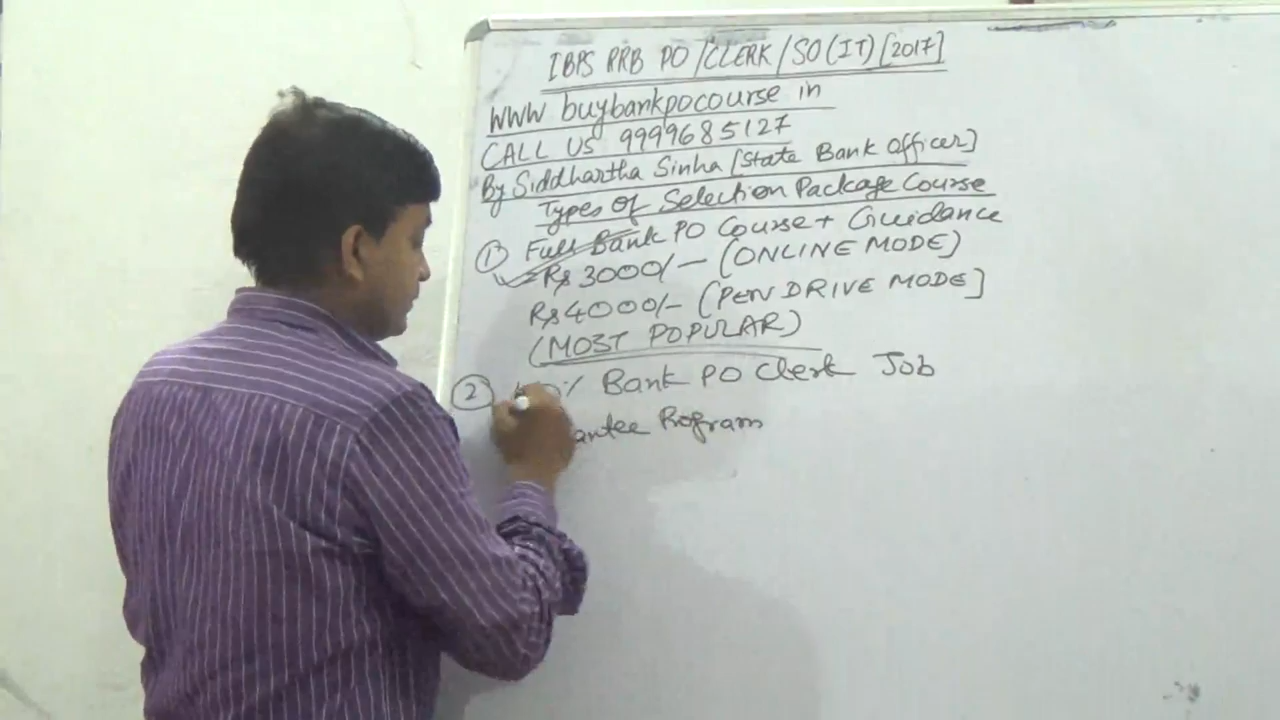 IBPS RRB PO/CLERK/SO(IT)[2017]
WWW buybankpocourse in
CALL US 9999685127
By Siddhartha Sinha [State Bank Officer]
Types Of Selection Package Course
① Full Bank PO Course + Guidance
Rs 3000/- (ONLINE MODE)
Rs 4000/- (PEN DRIVE MODE]
(MOST POPULAR)
② % Bank PO Clerk Job
Program